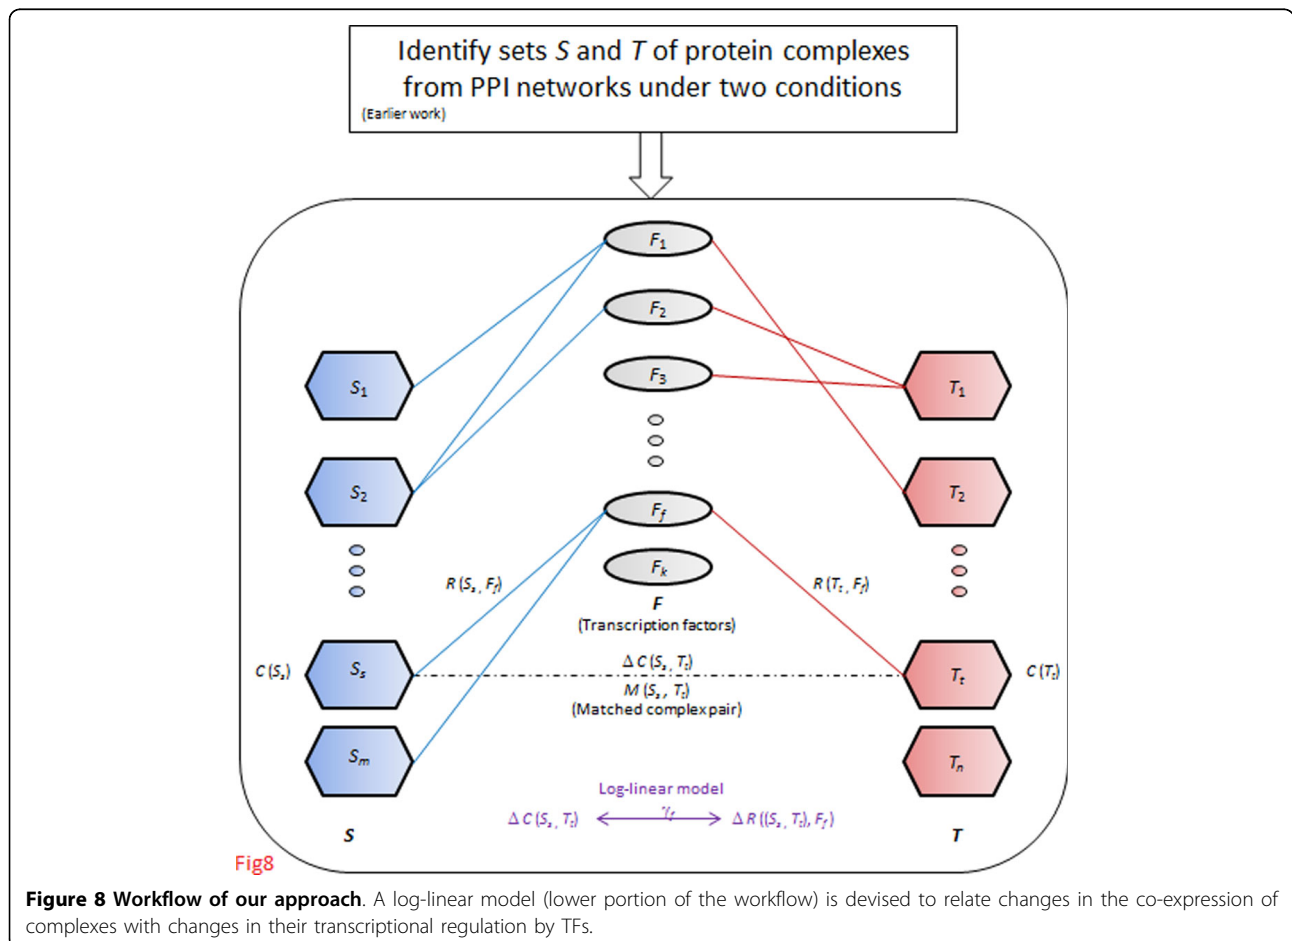 Identify sets S and T of protein complexes
from PPI networks under two conditions
(Earlier work)
F1
F2
F3
S1
T1
S2
T2
Ff
Fk
R (Ss , Ff)
R (Tt , Ff)
F
(Transcription factors)
C (Ss)
Ss
Δ C (Ss , Tt)
M (Ss , Tt)
(Matched complex pair)
Tt
C (Tt)
Sm
Tn
Log-linear model
γf
Δ C (Ss , Tt)
Δ R ((Ss , Tt), Ff)
S
T
Fig8
Figure 8 Workflow of our approach. A log-linear model (lower portion of the workflow) is devised to relate changes in the co-expression of
complexes with changes in their transcriptional regulation by TFs.